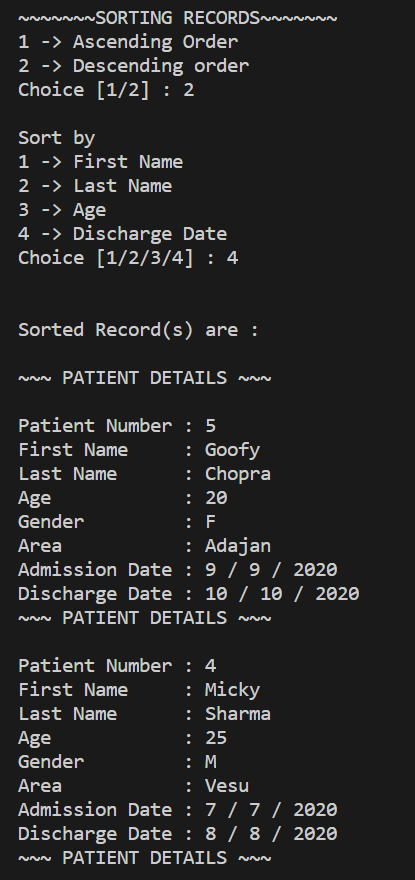 ~~~~~~~SORTING RECORDS~~~~~~~
1 -> Ascending Order
2 -> Descending order
Choice [1/2] : 2
Sort by
1 -> First Name
2 -> Last Name
3 -> Age
4 -> Discharge Date
Choice [1/2/3/4] : 4
Sorted Record(s) are :
~~~ PATIENT DETAILS ~~~
Patient Number : 5
First Name     : Goofy
Last Name      : Chopra
Age            : 20
Gender         : F
Area           : Adajan
Admission Date : 9 / 9 / 2020
Discharge Date : 10 / 10 / 2020
~~~ PATIENT DETAILS ~~~
Patient Number : 4
First Name     : Micky
Last Name      : Sharma
Age            : 25
Gender         : M
Area           : Vesu
Admission Date : 7 / 7 / 2020
Discharge Date : 8 / 8 / 2020
~~~ PATIENT DETAILS ~~~